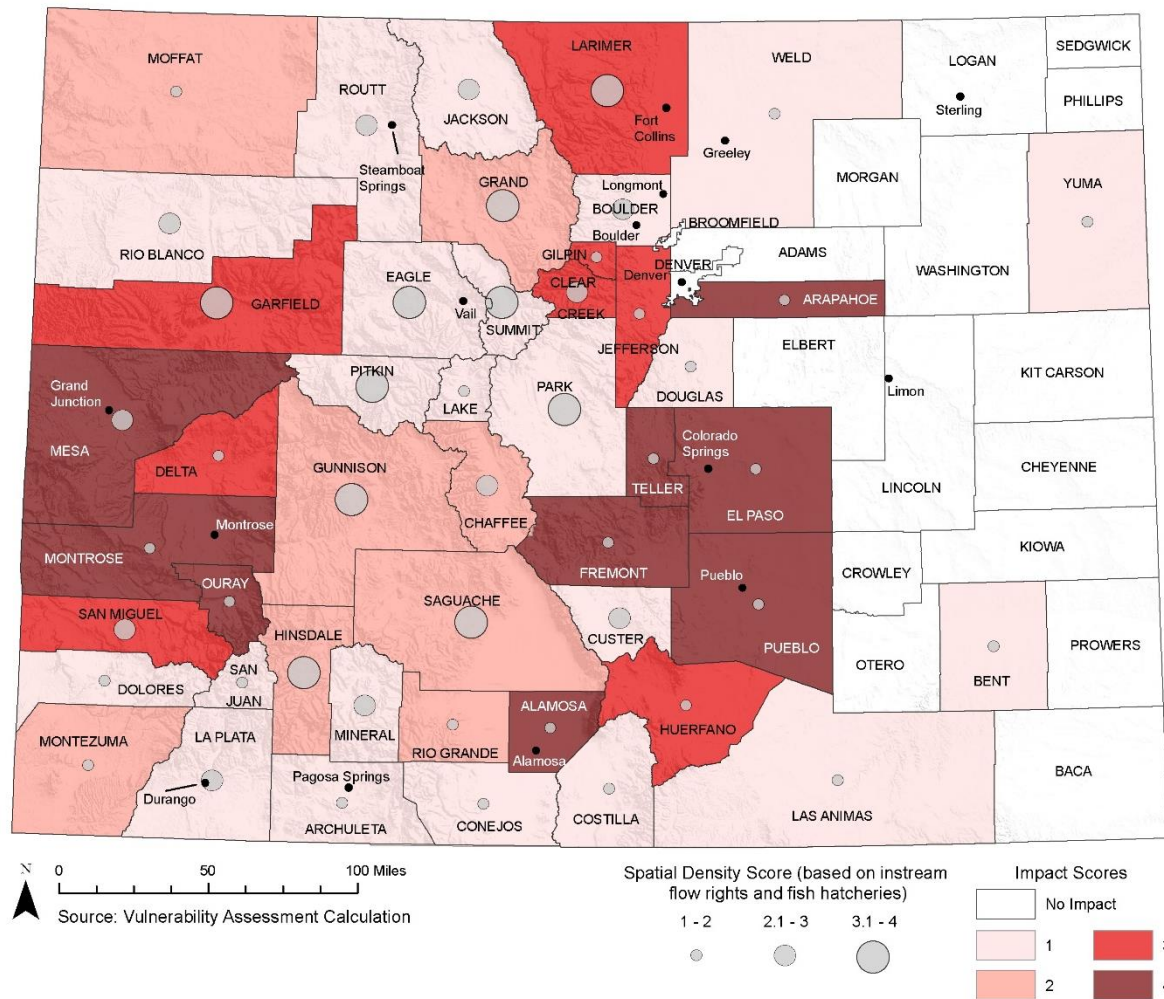 MOFFAT
ROUTT
JACKSON
LARIMER
WELD
LOGAN
SEDGWICK
PHILLIPS
Sterling
Steamboat
Springs
Fort
Collins
Greeley
MORGAN
YUMA
GRAND
Longmont
BOULDER
Boulder
BROOMFIELD
RIO BLANCO
GILPIN
Denver
DENVER
ADAMS
WASHINGTON
GARFIELD
EAGLE
Vail
SUMMIT
CLEAR
CREEK
ARAPAHOE
JEFFERSON
ELBERT
PITKIN
LAKE
PARK
DOUGLAS
Limon
KIT CARSON
Grand
Junction
MESA
DELTA
GUNNISON
CHAFFEE
TELLER
Colorado
Springs
EL PASO
LINCOLN
CHEYENNE
MONTROSE
Montrose
OURAY
FREMONT
Pueblo
PUEBLO
CROWLEY
KIOWA
SAN MIGUEL
HINSDALE
SAGUACHE
CUSTER
OTERO
BENT
PROWERS
DOLORES
SAN
JUAN
MINERAL
RIO GRANDE
ALAMOSA
Alamosa
HUERFANO
MONTEZUMA
LA PLATA
Durango
Pagosa Springs
ARCHULETA
CONEJOS
COSTILLA
LAS ANIMAS
BACA
N
0 50 100 Miles
Source: Vulnerability Assessment Calculation
Spatial Density Score (based on instream
flow rights and fish hatcheries)
1 - 2 2.1 - 3 3.1 - 4
Impact Scores
No Impact
1
2